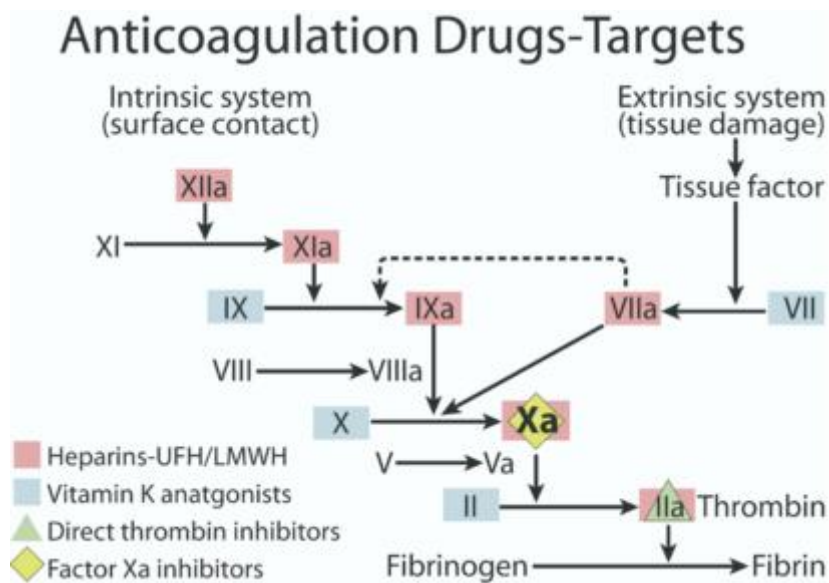 Anticoagulation Drugs-Targets
Intrinsic system
(surface contact)
Extrinsic system
(tissue damage)
XIIa
Tissue factor
XI
XIa
IX
IXa
VIIa
VII
VIII
VIIIa
X
Xa
V
Va
II
IIa
Thrombin
Fibrinogen
Fibrin
Heparins-UFH/LMWH
Vitamin K anatgonists
Direct thrombin inhibitors
Factor Xa inhibitors